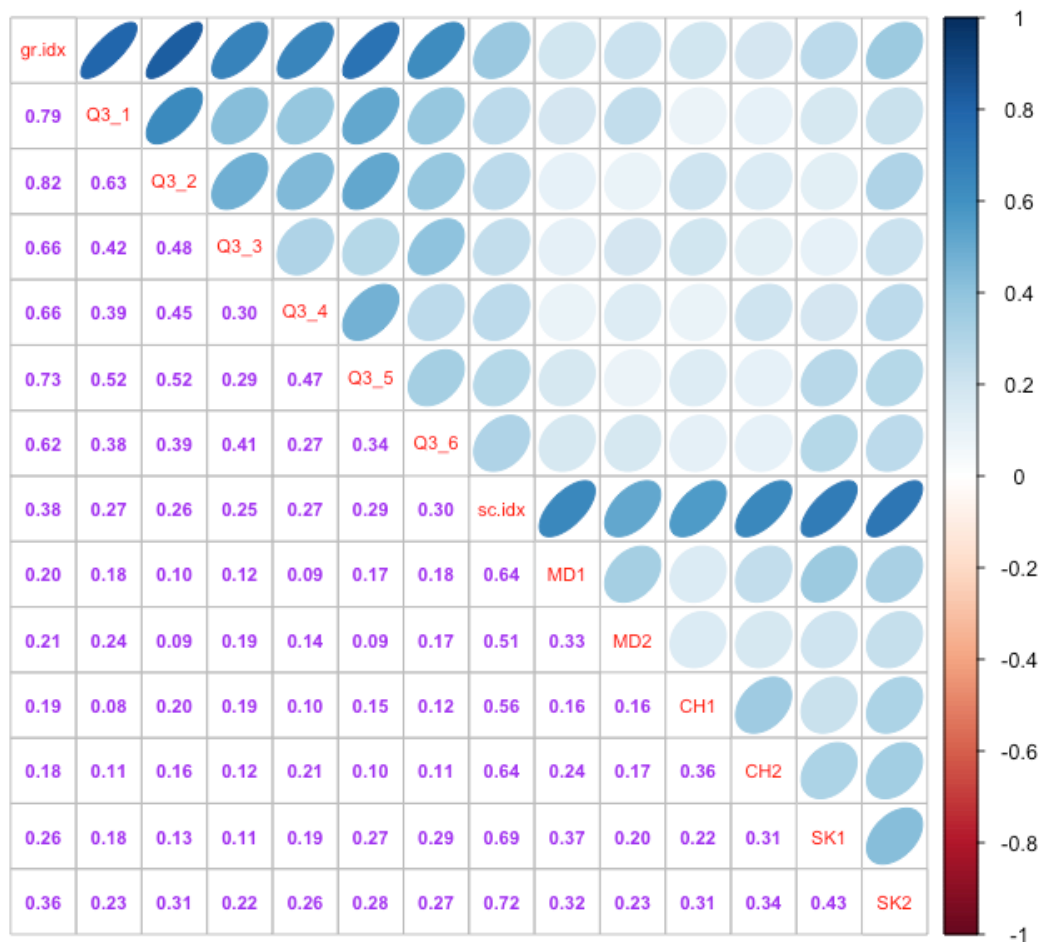 gr.idx
0.79 Q3_1
0.82 0.63 Q3_2
0.66 0.42 0.48 Q3_3
0.66 0.39 0.45 0.30 Q3_4
0.73 0.52 0.52 0.29 0.47 Q3_5
0.62 0.38 0.39 0.41 0.27 0.34 Q3_6
0.38 0.27 0.26 0.25 0.27 0.29 0.30 sc.idx
0.20 0.18 0.10 0.12 0.09 0.17 0.18 0.64 MD1
0.21 0.24 0.09 0.19 0.14 0.09 0.17 0.51 0.33 MD2
0.19 0.08 0.20 0.19 0.10 0.15 0.12 0.56 0.16 0.16 CH1
0.18 0.11 0.16 0.12 0.21 0.10 0.11 0.64 0.24 0.17 0.36 CH2
0.26 0.18 0.13 0.11 0.19 0.27 0.29 0.69 0.37 0.20 0.22 0.31 SK1
0.36 0.23 0.31 0.22 0.26 0.28 0.27 0.72 0.32 0.23 0.31 0.34 0.43 SK2
1
0.8
0.6
0.4
0.2
0
-0.2
-0.4
-0.6
-0.8
-1